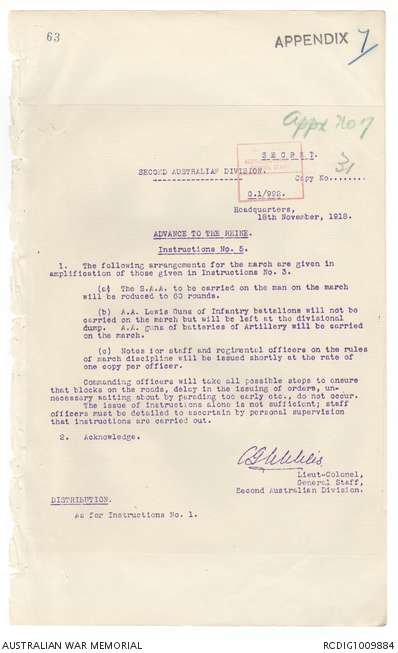 63
APPENDIX 7
Appx No 7
SECRET.
SECOND AUSTRALIAN DIVISION.
Copy No........ 31
G.1/992.
Headquarters,
18th November, 1918.
ADVANCE TO THE RHINE.
Instructions No. 5.
1. The following arrangements for the march are given in
amplification of those given in Instructions No. 3.
(a) The S.A.A. to be carried on the man on the march
will be reduced to 60 rounds.
(b) A.A. Lewis Guns of Infantry battalions will not be
carried on the march but will be left at the divisional
dump. A.A. guns of batteries of Artillery will be carried
on the march.
(c) Notes for staff and regimental officers on the rules
of march discipline will be issued shortly at the rate of
one copy per officer.
Commanding officers will take all possible steps to ensure
that blocks on the roads, delay in the issuing of orders, un-
necessary waiting about by parading too early etc., do not occur.
The issue of instructions alone is not sufficient; staff
officers must be detailed to ascertain by personal supervision
that instructions are carried out.
2. Acknowledge.
Lieut-Colonel,
General Staff,
Second Australian Division.
DISTRIBUTION.
As for Instructions No. 1.
AUSTRALIAN WAR MEMORIAL
RCDIG1009884